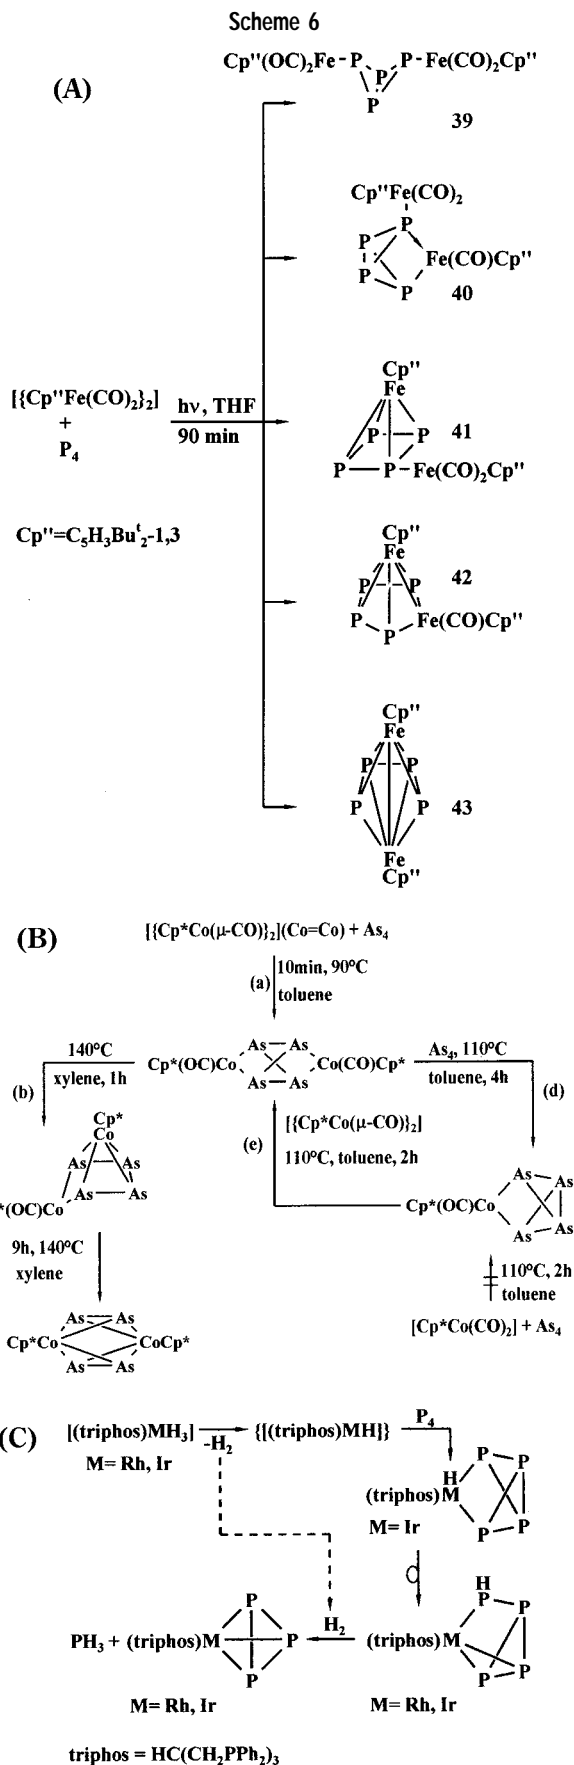 Scheme 6
(A)
Cp''(OC)₂Fe-P P-Fe(CO)₂Cp''
P
P
39
Cp''Fe(CO)₂
P
P
Fe(CO)Cp''
P
P
40
[{Cp''Fe(CO)₂}₂]
+
P₄
hν, THF
90 min
Cp''
Fe
P P
P P-Fe(CO)₂Cp''
41
Cp''=C₅H₃Buᵗ₂-1,3
Cp''
Fe
42
P P
P P Fe(CO)Cp''
Cp''
Fe
P P
P P
43
Fe
Cp''
(B)
[{Cp*Co(μ-CO)}₂](Co=Co) + As₄
(a)
10min, 90°C
toluene
140°C
xylene, 1h
(b)
As As
Cp*(OC)Co Co(CO)Cp*
As As
As₄, 110°C
toluene, 4h
(d)
(e)
[{Cp*Co(μ-CO)}₂]
110°C, toluene, 2h
Cp*
Co
As As
As As
*(OC)Co
Cp*(OC)Co
As As
As As
9h, 140°C
xylene
110°C, 2h
toluene
[Cp*Co(CO)₂] + As₄
As As
Cp*Co CoCp*
As As
(C)
[(triphos)MH₃]
-H₂
{[(triphos)MH]}
P₄
M= Rh, Ir
H
(triphos)M
P P
P P
M= Ir
H
P P
(triphos)M
P P
M= Rh, Ir
H₂
PH₃ + (triphos)M
P
P
P
M= Rh, Ir
triphos = HC(CH₂PPh₂)₃